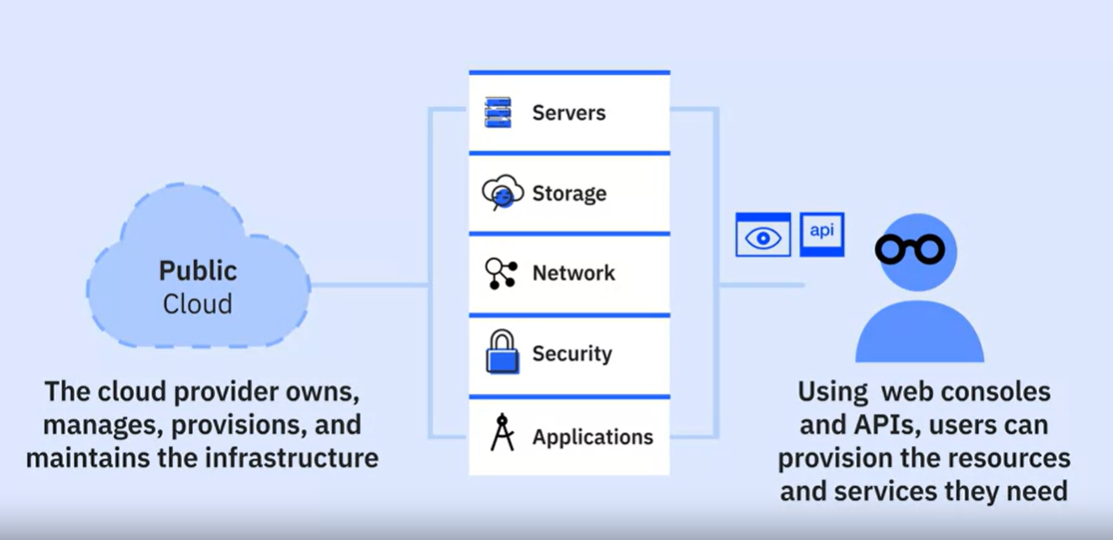 Public
Cloud
The cloud provider owns,
manages, provisions, and
maintains the infrastructure
Servers
Storage
Network
Security
Applications
api
Using web consoles
and APIs, users can
provision the resources
and services they need